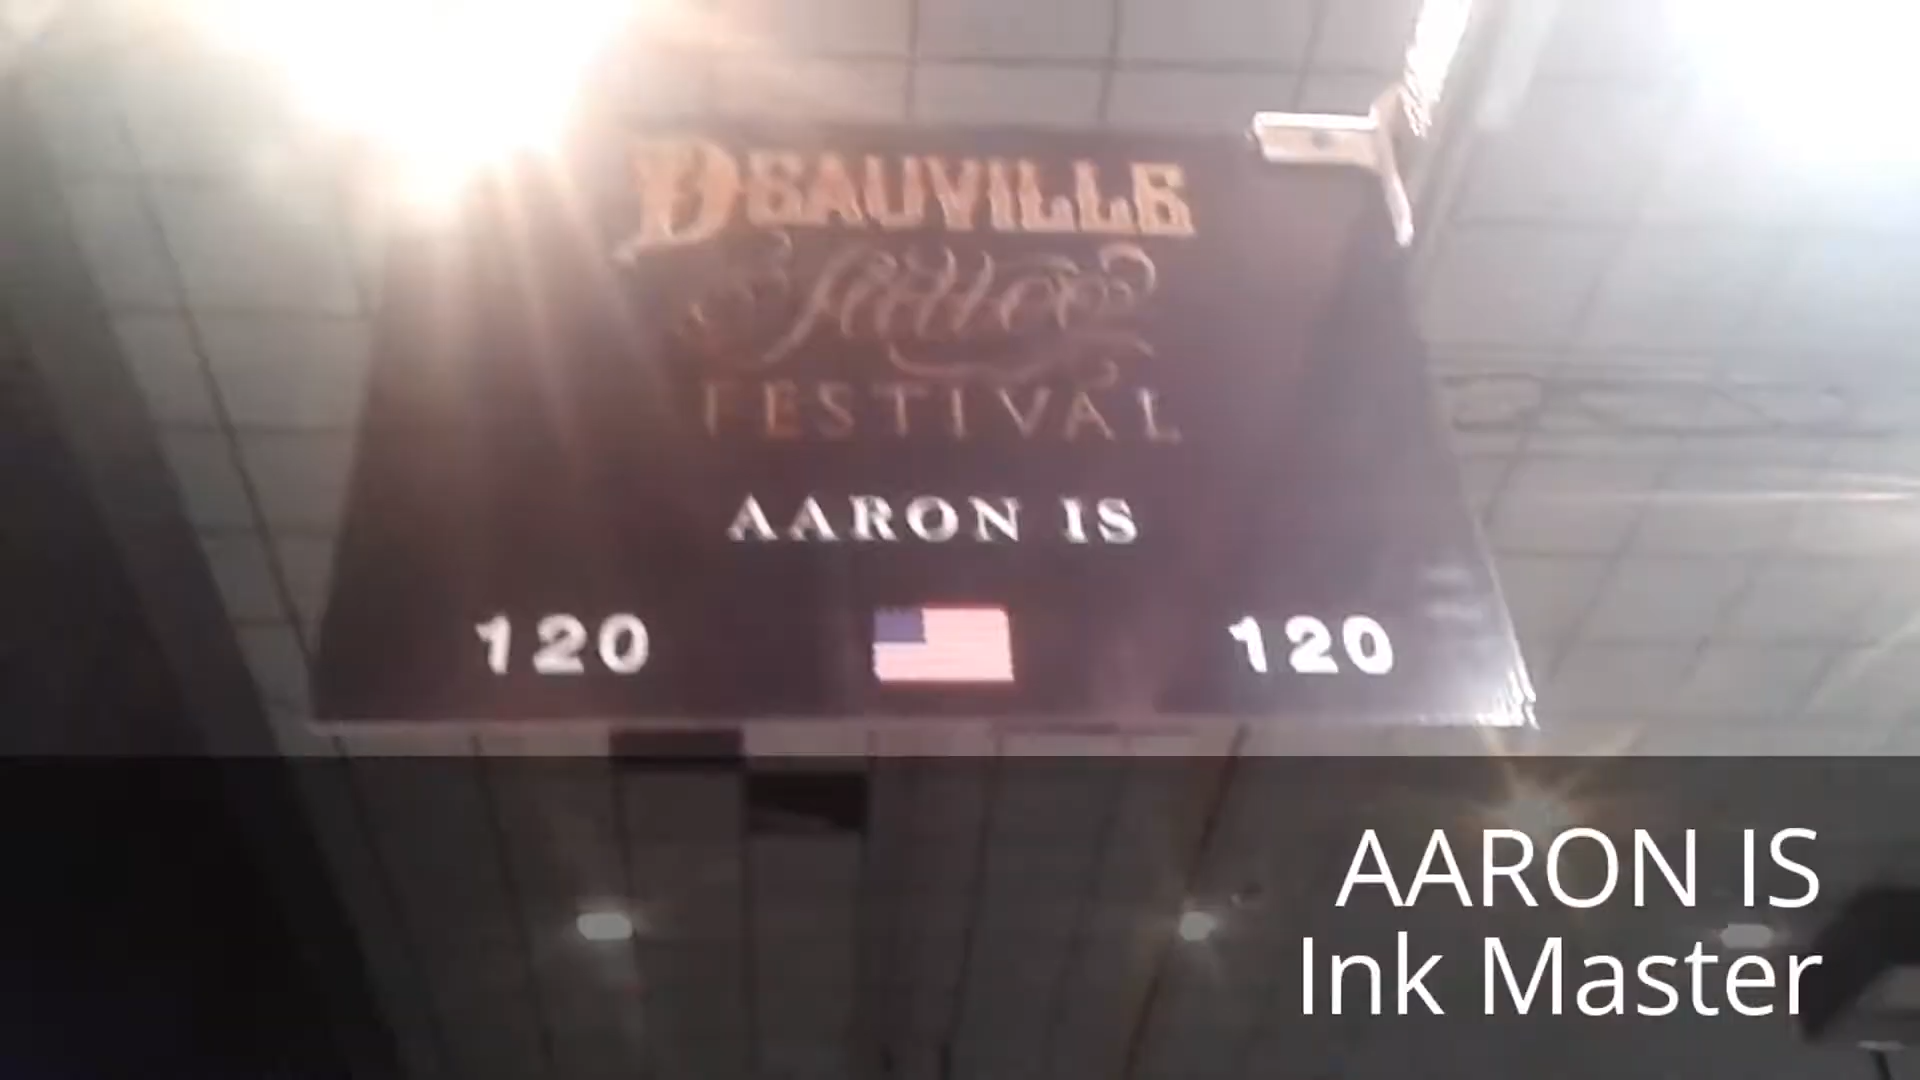 DEAUVILLE
Tattoo
FESTIVAL
AARON IS
120 120
AARON IS
Ink Master